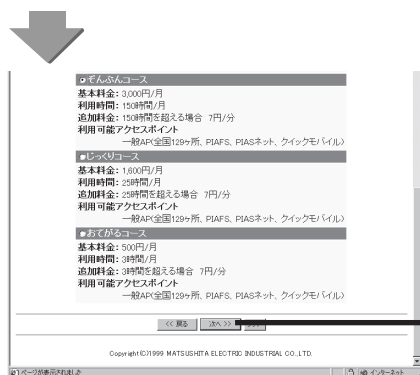 ぞんぶんコース
基本料金: 3,000円/月
利用時間: 150時間/月
追加料金: 150時間を超える場合 7円/分
利用可能アクセスポイント
一般AP(全国129ヶ所、PIAFS、PIASネット、クイックモバイル)
じっくりコース
基本料金: 1,600円/月
利用時間: 25時間/月
追加料金: 25時間を超える場合 7円/分
利用可能アクセスポイント
一般AP(全国129ヶ所、PIAFS、PIASネット、クイックモバイル)
おてがるコース
基本料金: 500円/月
利用時間: 3時間/月
追加料金: 3時間を超える場合 7円/分
利用可能アクセスポイント
一般AP(全国129ヶ所、PIAFS、PIASネット、クイックモバイル)
<< 戻る 次へ >>
Copyright(C)1999 MATSUSHITA ELECTRIC INDUSTRIAL CO.,LTD.
ページが表示されました インターネット